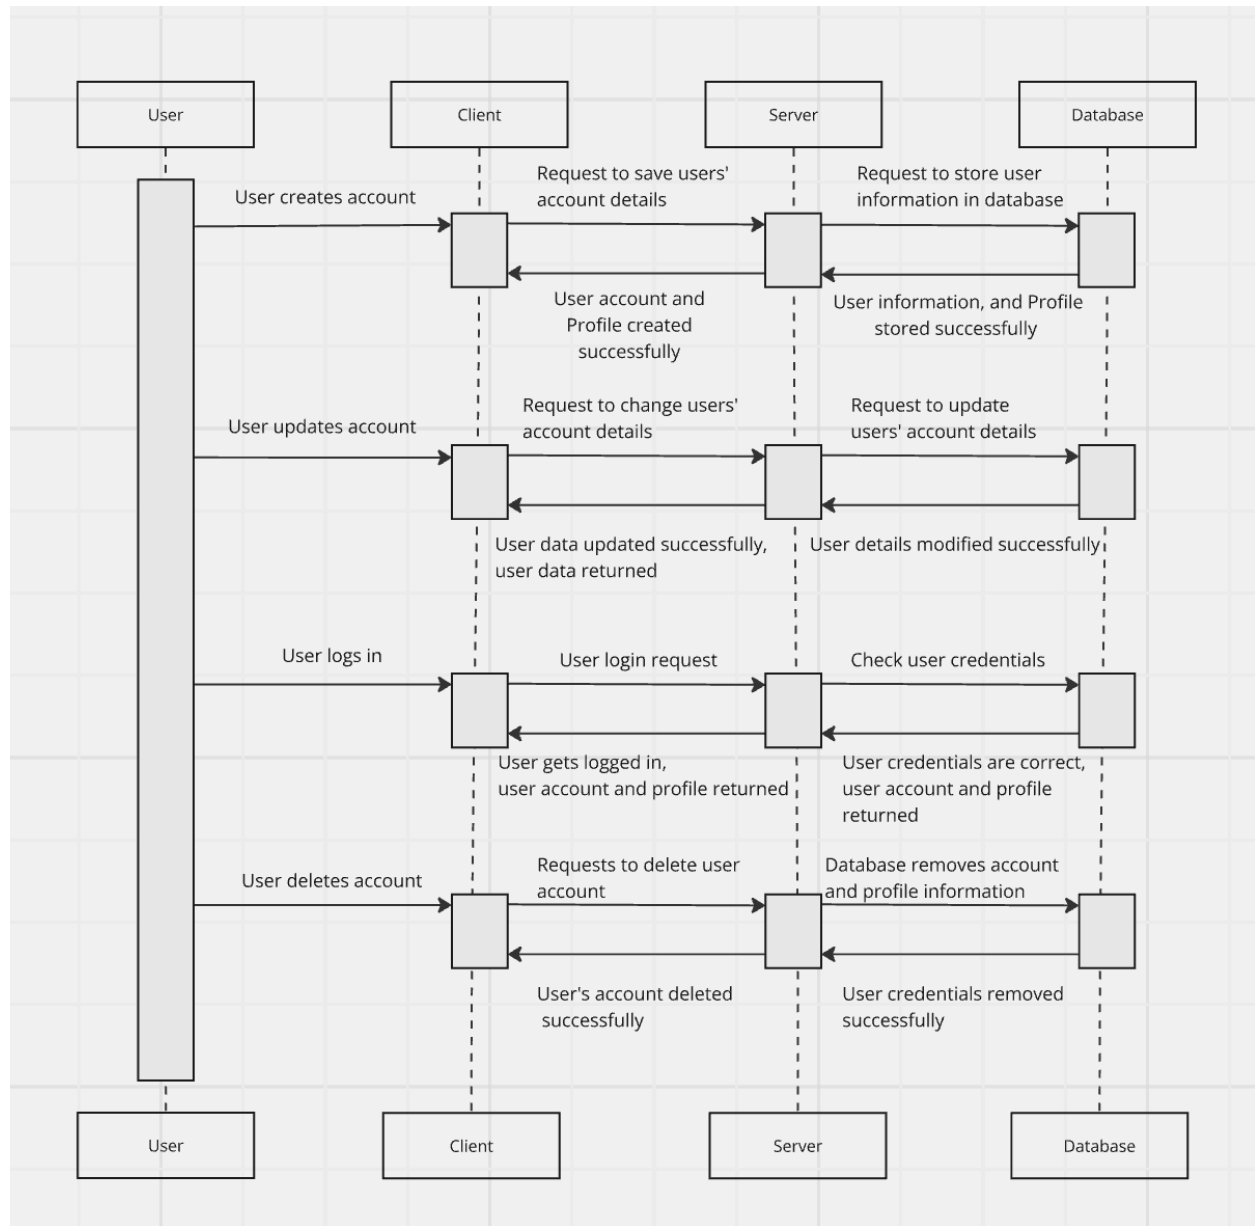 User
Client
Server
Database
Request to save users'
account details
Request to store user
information in database
User creates account
User account and
Profile created
successfully
User information, and Profile
stored successfully
User updates account
Request to change users'
account details
Request to update
users' account details
User data updated successfully,
user data returned
User details modified successfully
User logs in
User login request
Check user credentials
User gets logged in,
user account and profile returned
User credentials are correct,
user account and profile
returned
User deletes account
Requests to delete user
account
Database removes account
and profile information
User's account deleted
successfully
User credentials removed
successfully
User
Client
Server
Database